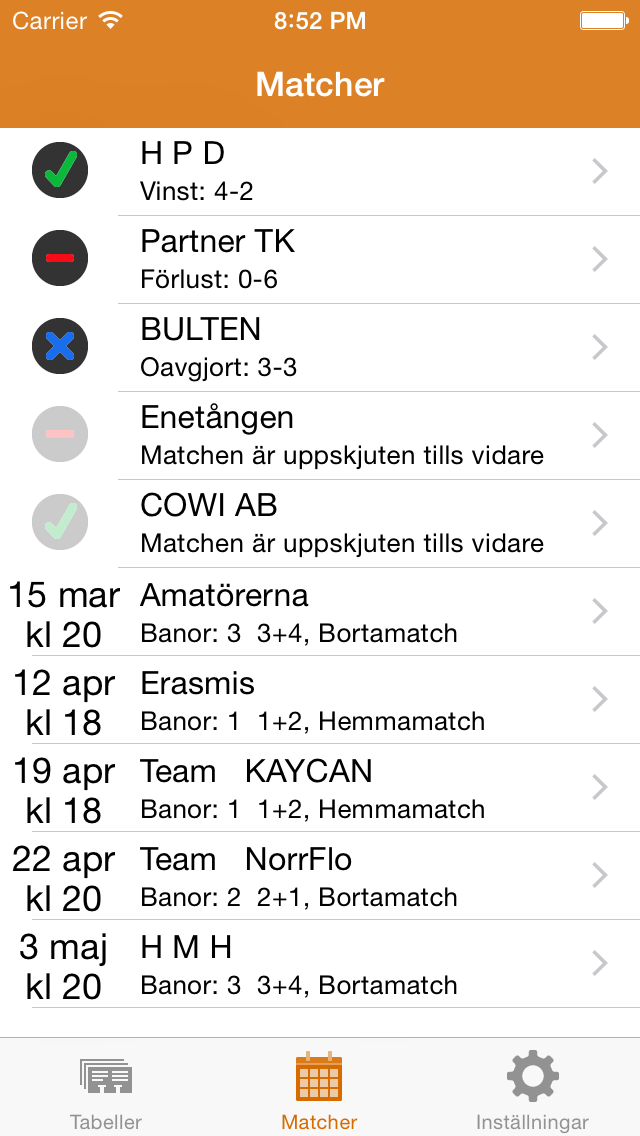 Carrier 8:52 PM
Matcher
H P D
Vinst: 4-2
Partner TK
Förlust: 0-6
BULTEN
Oavgjort: 3-3
Enetången
Matchen är uppskjuten tills vidare
COWI AB
Matchen är uppskjuten tills vidare
15 mar Amatörerna
kl 20 Banor: 3  3+4, Bortamatch
12 apr Erasmis
kl 18 Banor: 1  1+2, Hemmamatch
19 apr Team   KAYCAN
kl 18 Banor: 1  1+2, Hemmamatch
22 apr Team   NorrFlo
kl 20 Banor: 2  2+1, Bortamatch
3 maj H M H
kl 20 Banor: 3  3+4, Bortamatch
Tabeller Matcher Inställningar